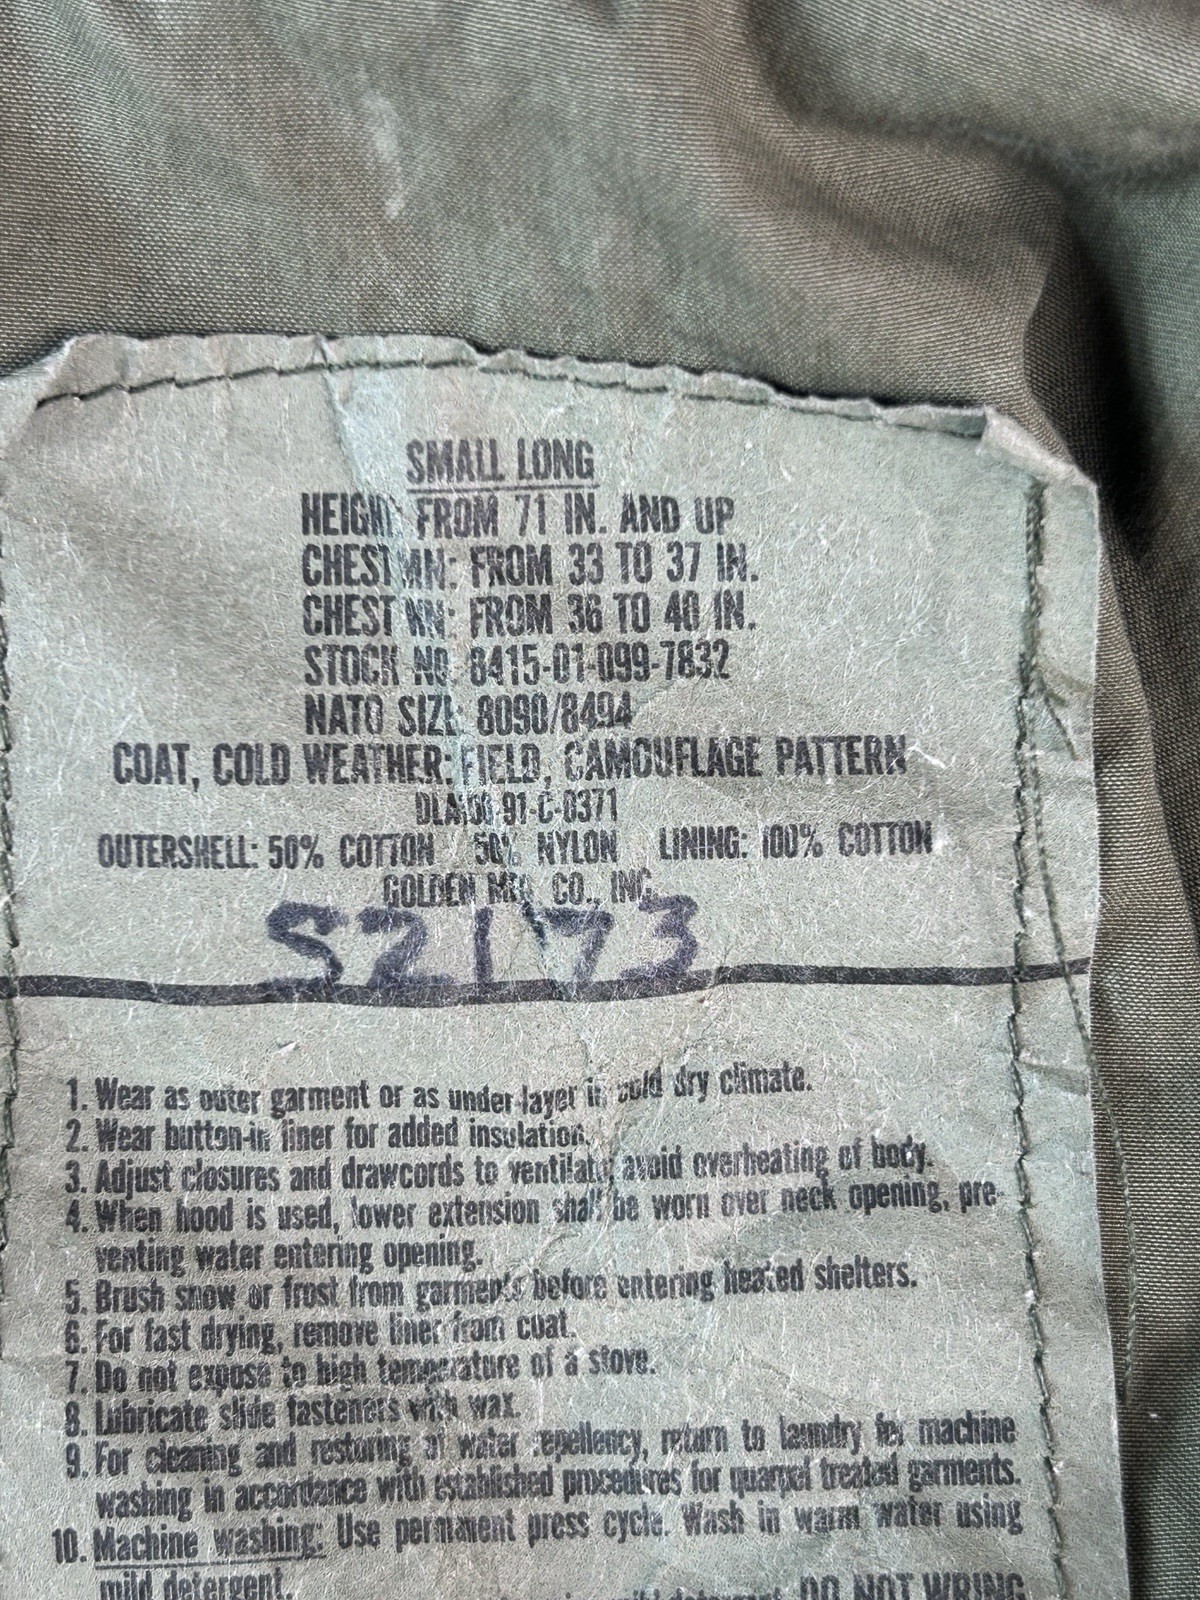 SMALL LONG
HEIGHT: FROM 71 IN. AND UP
CHEST MN: FROM 33 TO 37 IN.
CHEST NN: FROM 36 TO 40 IN.
STOCK NO. 8415-01-099-7832
NATO SIZE: 8090/8494
COAT, COLD WEATHER: FIELD, CAMOUFLAGE PATTERN
DLA100-91-C-0371
OUTERSHELL: 50% COTTON 50% NYLON LINING: 100% COTTON
GOLDEN MFG. CO., INC.
S2173
1. Wear as outer garment or as under-layer in cold dry climate.
2. Wear button-in liner for added insulation.
3. Adjust closures and drawcords to ventilate, avoid overheating of body.
4. When hood is used, lower extension shall be worn over neck opening, pre-
venting water entering opening.
5. Brush snow or frost from garments before entering heated shelters.
6. For fast drying, remove liner from coat.
7. Do not expose to high temperature of a stove.
8. Lubricate slide fasteners with wax.
9. For cleaning and restoring of water repellency, return to laundry for machine
washing in accordance with established procedures for quarpel treated garments.
10. Machine washing: Use permanent press cycle. Wash in warm water using
mild detergent.
mild detergent. DO NOT WRING